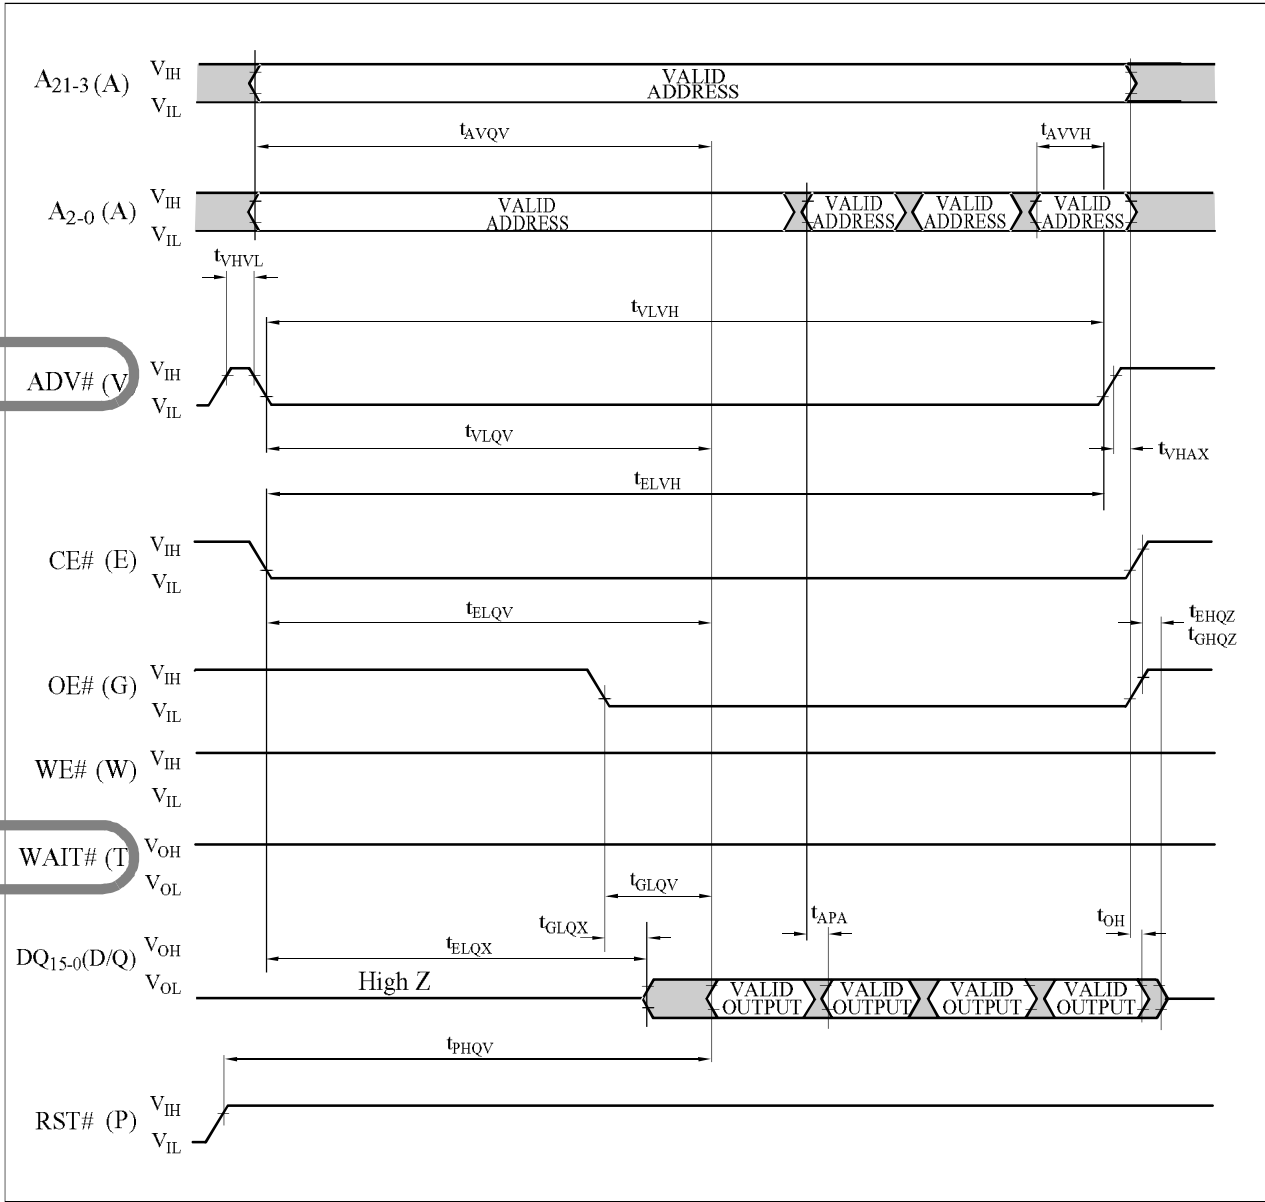 A21-3 (A) VIH VIL VALID ADDRESS
tAVQV tAVVH
A2-0 (A) VIH VIL VALID ADDRESS VALID ADDRESS VALID ADDRESS VALID ADDRESS
tVHVL
tVLVH
ADV# (V VIH VIL
tVLQV tVHAX
tELVH
CE# (E) VIH VIL
tELQV tEHQZ
tGHQZ
OE# (G) VIH VIL
WE# (W) VIH VIL
WAIT# (T VOH VOL
tGLQV
tGLQX tAPA tOH
tELQX
DQ15-0(D/Q) VOH VOL High Z VALID OUTPUT VALID OUTPUT VALID OUTPUT VALID OUTPUT
tPHQV
RST# (P) VIH VIL